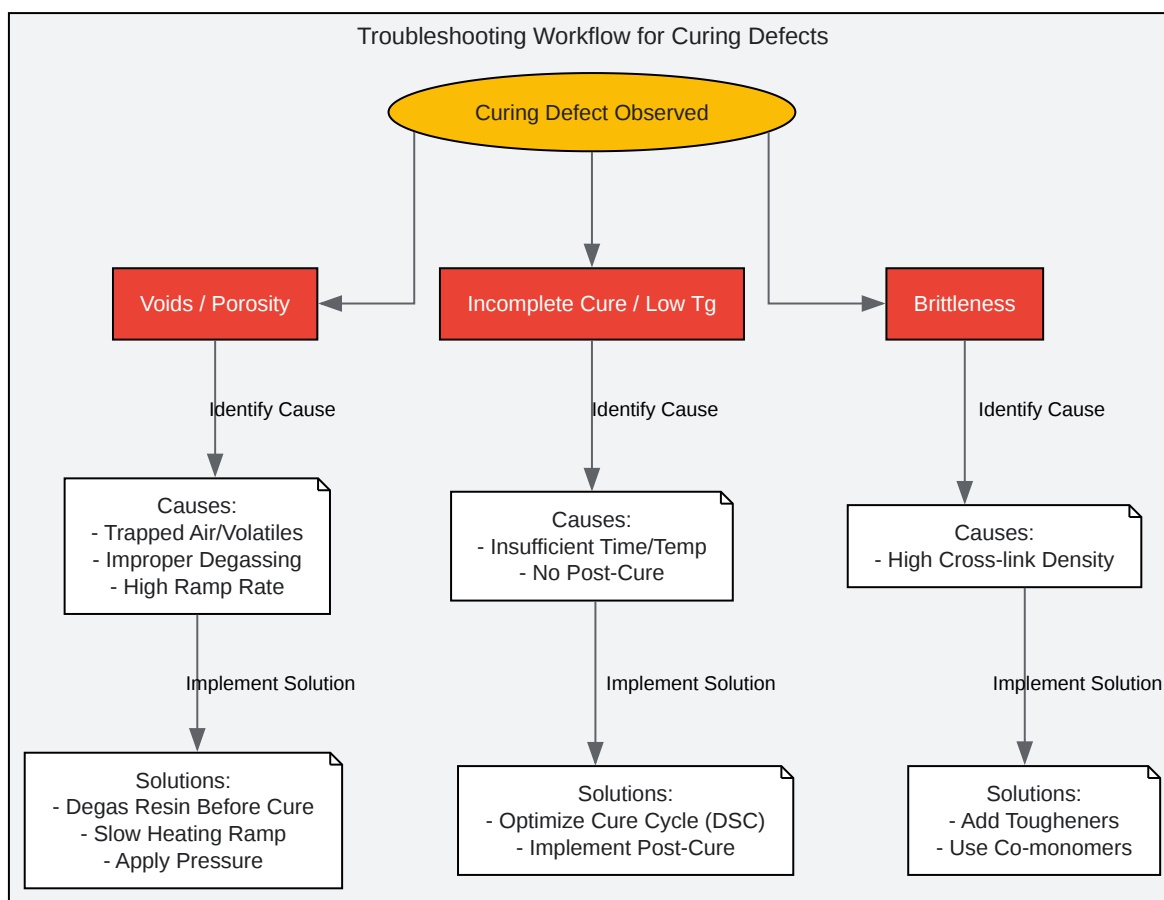 Troubleshooting Workflow for Curing Defects
Curing Defect Observed
Voids / Porosity
Incomplete Cure / Low Tg
Brittleness
Identify Cause
Identify Cause
Identify Cause
Causes:
- Trapped Air/Volatiles
- Improper Degassing
- High Ramp Rate
Causes:
- Insufficient Time/Temp
- No Post-Cure
Causes:
- High Cross-link Density
Implement Solution
Implement Solution
Implement Solution
Solutions:
- Degas Resin Before Cure
- Slow Heating Ramp
- Apply Pressure
Solutions:
- Optimize Cure Cycle (DSC)
- Implement Post-Cure
Solutions:
- Add Tougheners
- Use Co-monomers